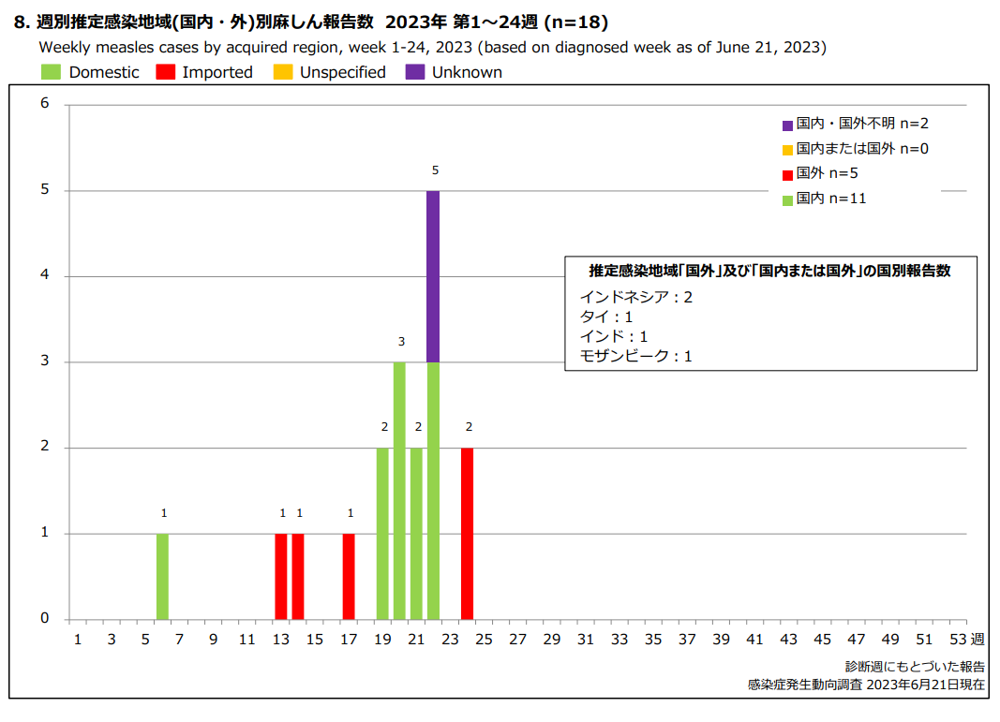 8. 週別推定感染地域(国内・外)別麻しん報告数 2023年 第1～24週 (n=18)
Weekly measles cases by acquired region, week 1-24, 2023 (based on diagnosed week as of June 21, 2023)
Domestic Imported Unspecified Unknown
国内・国外不明 n=2
国内または国外 n=0
国外 n=5
国内 n=11
推定感染地域「国外」及び「国内または国外」の国別報告数
インドネシア：2
タイ：1
インド：1
モザンビーク：1
6
5
4
3
2
1
0
1 1 1 1 2 3 2 5 2
1 3 5 7 9 11 13 15 17 19 21 23 25 27 29 31 33 35 37 39 41 43 45 47 49 51 53 週
診断週にもとづいた報告
感染症発生動向調査 2023年6月21日現在